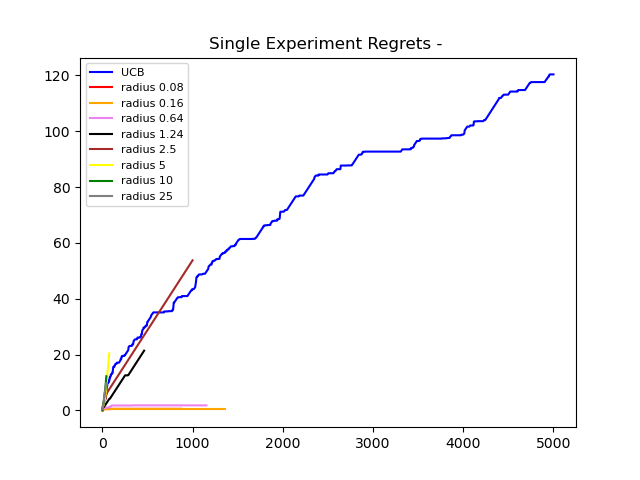 Single Experiment Regrets -
120
100
80
60
40
20
0
UCB
radius 0.08
radius 0.16
radius 0.64
radius 1.24
radius 2.5
radius 5
radius 10
radius 25
0 1000 2000 3000 4000 5000